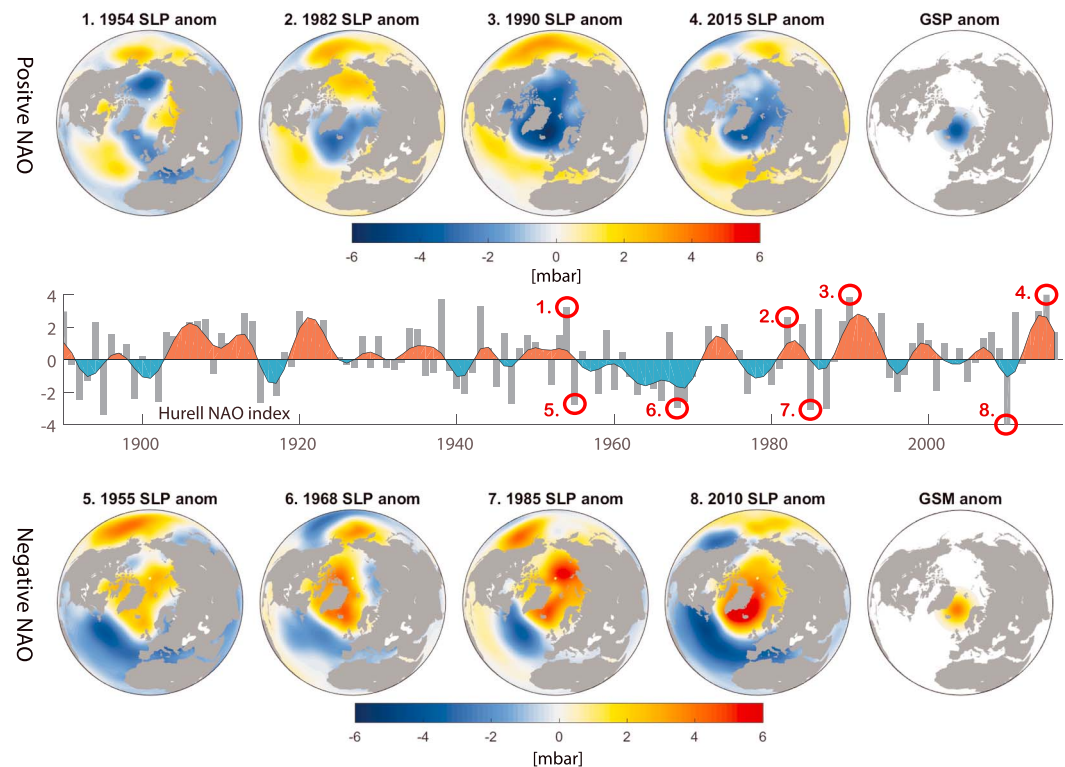 1. 1954 SLP anom 2. 1982 SLP anom 3. 1990 SLP anom 4. 2015 SLP anom GSP anom
Positve NAO
-6 -4 -2 0 2 4 6
[mbar]
4
2
0
-2
-4
1.
2.
3.
4.
5.
6.
7.
8.
Hurell NAO index
1900 1920 1940 1960 1980 2000
5. 1955 SLP anom 6. 1968 SLP anom 7. 1985 SLP anom 8. 2010 SLP anom GSM anom
Negative NAO
-6 -4 -2 0 2 4 6
[mbar]